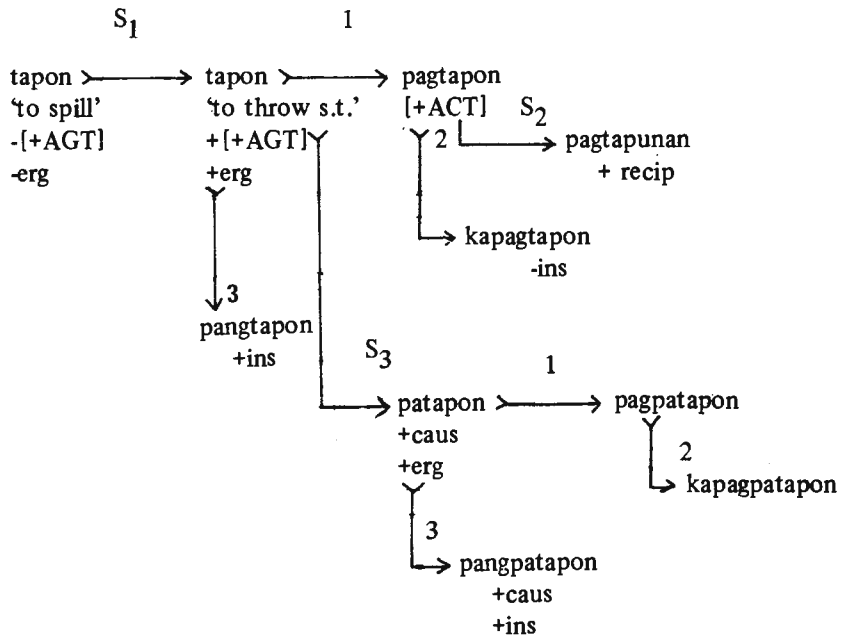 S1 1
tapon tapon pagtapon
'to spill' 'to throw s.t.' [+ACT] S2
-[+AGT] +[+AGT] 2 pagtapunan
-erg +erg + recip
kapagtapon
-ins
3
pangtapon
+ins
S3 1
patapon pagpatapon
+caus
+erg 2
kapagpatapon
3
pangpatapon
+caus
+ins